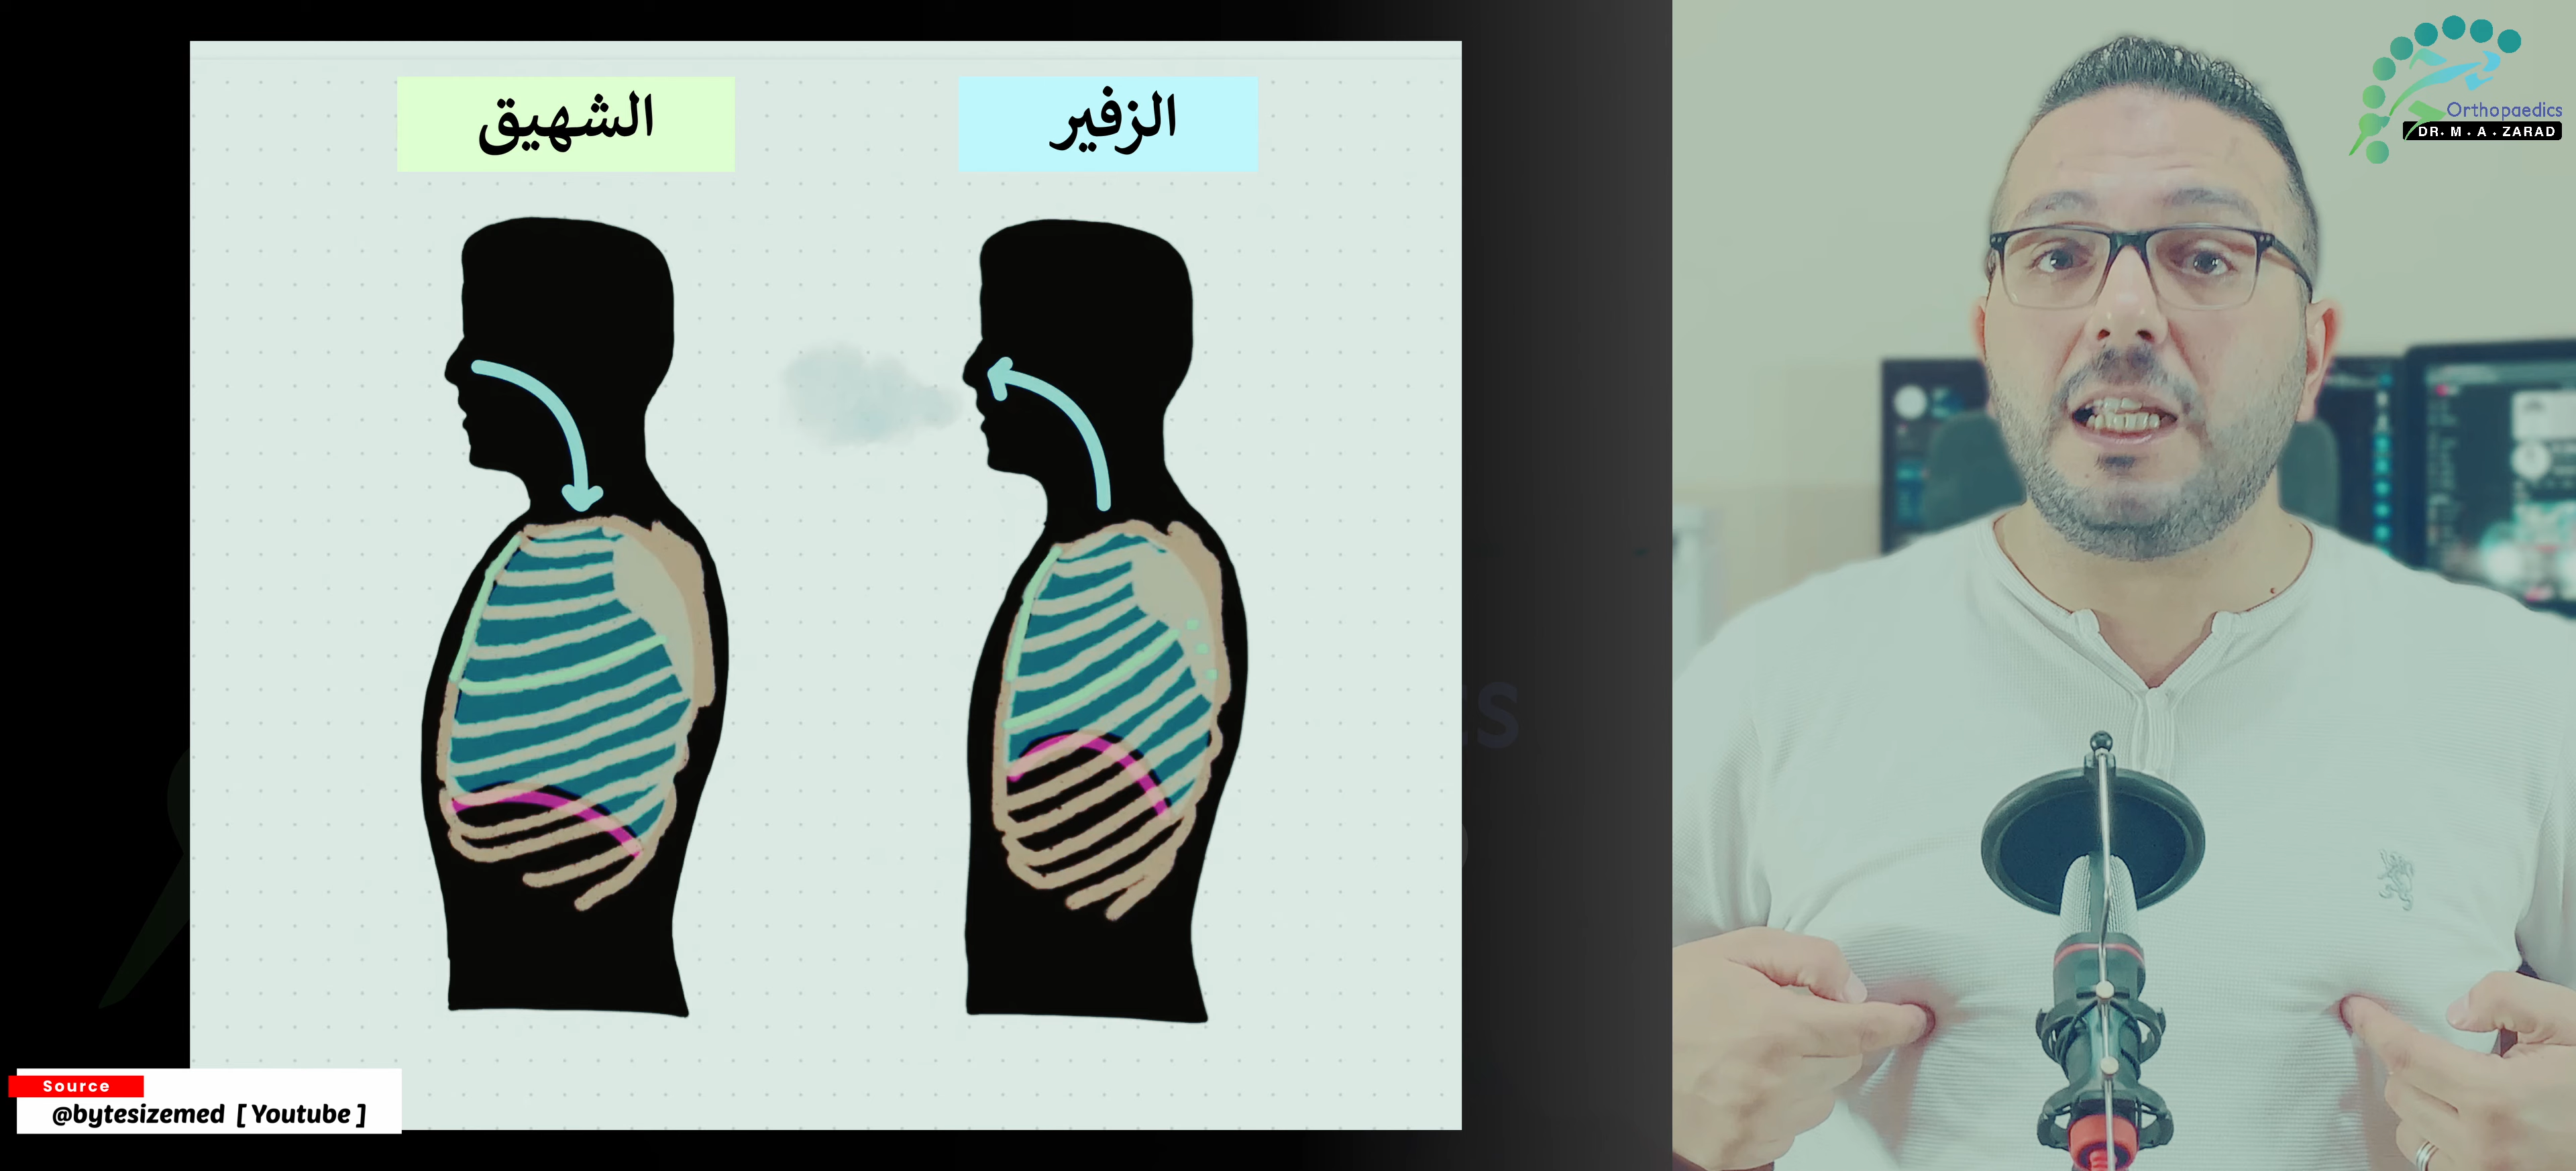 الشهيق
الزفير
Orthopaedics
DR. M. A. ZARAD
Source
@bytesizemed [ Youtube ]